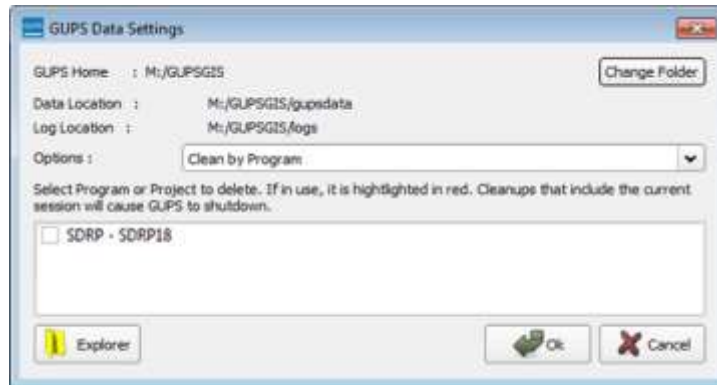 GUPS Data Settings
GUPS Home : M:/GUPSGIS
Change Folder
Data Location : M:/GUPSGIS/gupsdata
Log Location : M:/GUPSGIS/logs
Options : Clean by Program
Select Program or Project to delete. If in use, it is hightlighted in red. Cleanups that include the current
session will cause GUPS to shutdown.
SDRP - SDRP18
Explorer Ok Cancel